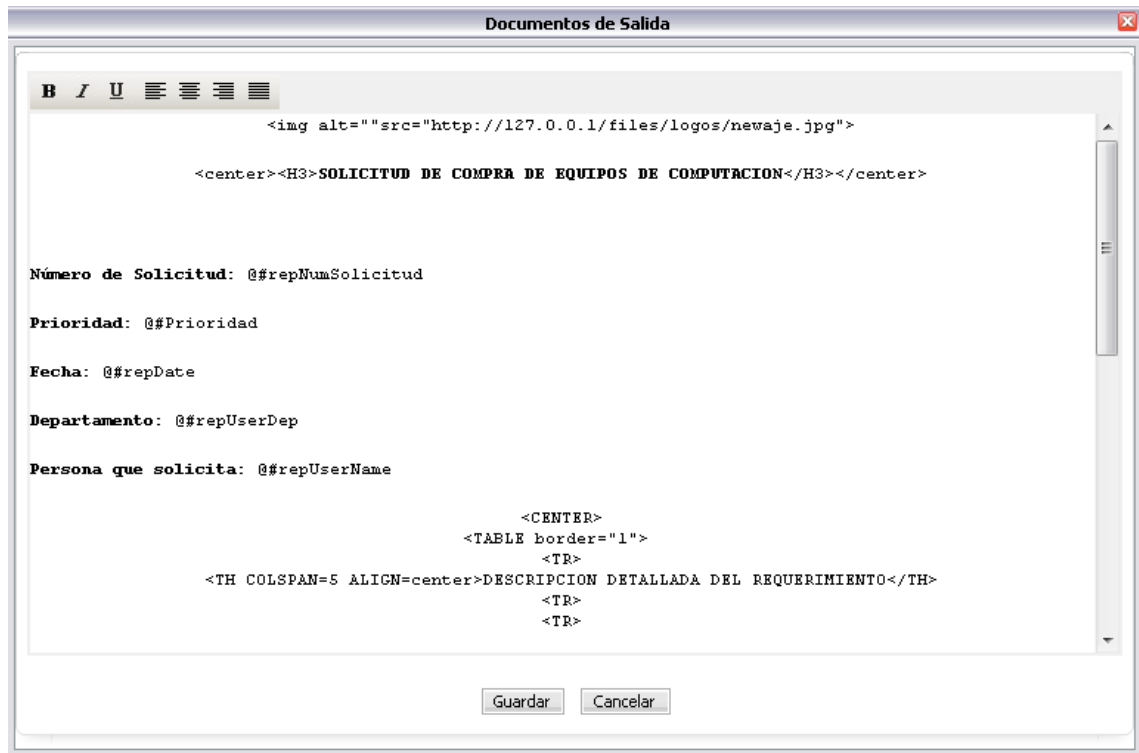 Documentos de Salida
B I U
<img alt=""src="http://127.0.0.1/files/logos/newaje.jpg">
<center><H3>SOLICITUD DE COMPRA DE EQUIPOS DE COMPUTACION</H3></center>
Número de Solicitud: @#repNumSolicitud
Prioridad: @#Prioridad
Fecha: @#repDate
Departamento: @#repUserDep
Persona que solicita: @#repUserName
<CENTER>
<TABLE border="1">
<TR>
<TH COLSPAN=5 ALIGN=center>DESCRIPCION DETALLADA DEL REQUERIMIENTO</TH>
<TR>
<TR>
Guardar Cancelar